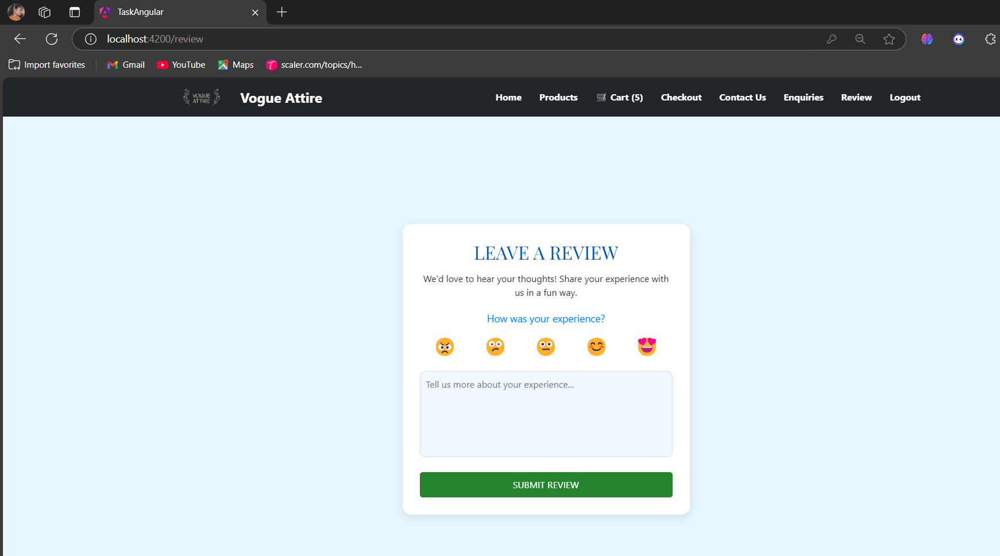 TaskAngular
localhost:4200/review
Import favorites
Gmail
YouTube
Maps
scaler.com/topics/h...
VOGUE
ATTIRE
Vogue Attire
Home
Products
Cart (5)
Checkout
Contact Us
Enquiries
Review
Logout
LEAVE A REVIEW
We'd love to hear your thoughts! Share your experience with
us in a fun way.
How was your experience?
Tell us more about your experience...
SUBMIT REVIEW